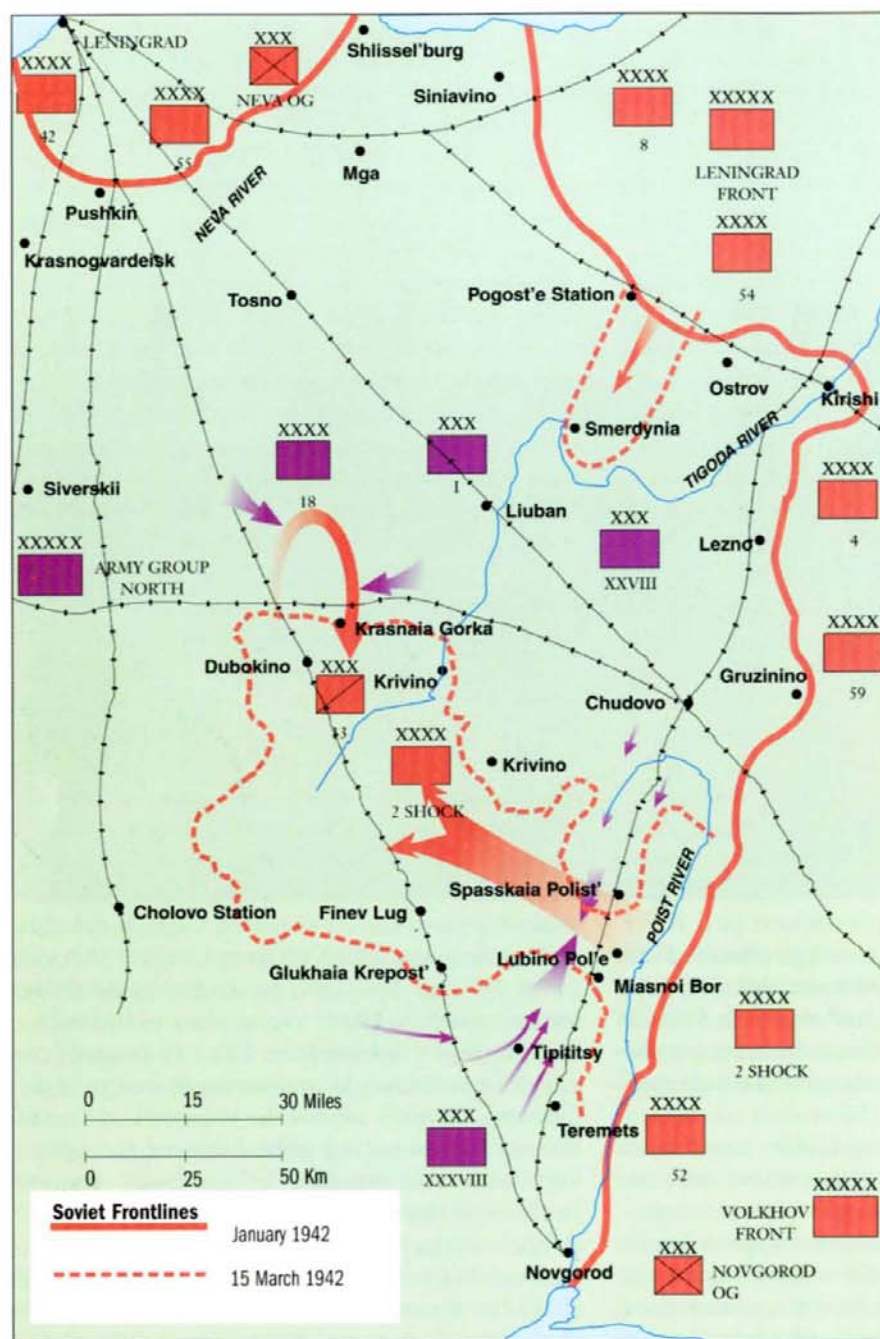 LENINGRAD
XXX
Shlissel'burg
XXXX
42
XXXX
55
NEVA OG
Siniavino
XXXX
8
XXXXX
LENINGRAD
FRONT
Mga
NEVA RIVER
Pushkin
Krasnogvardeisk
XXXX
54
Tosno
Pogost'e Station
Ostrov
Kirishi
Smerdynia
TIGODA RIVER
XXXX
18
XXX
I
Siverskii
Liuban
XXX
XXVIII
Lezno
XXXX
4
XXXXX
ARMY GROUP
NORTH
Krasnaia Gorka
Dubokino
XXX
13
Krivino
Gruzinino
XXXX
59
Chudovo
XXXX
2 SHOCK
Krivino
Spasskaia Polist'
POIST RIVER
Cholovo Station
Finev Lug
Lubino Pol'e
Glukhaia Krepost'
Miasnoi Bor
XXXX
2 SHOCK
Tipititsy
0 15 30 Miles
0 25 50 Km
Teremets
XXXX
52
XXX
XXXVIII
XXXXX
VOLKHOV
FRONT
Novgorod
XXX
NOVGOROD
OG
Soviet Frontlines
January 1942
15 March 1942